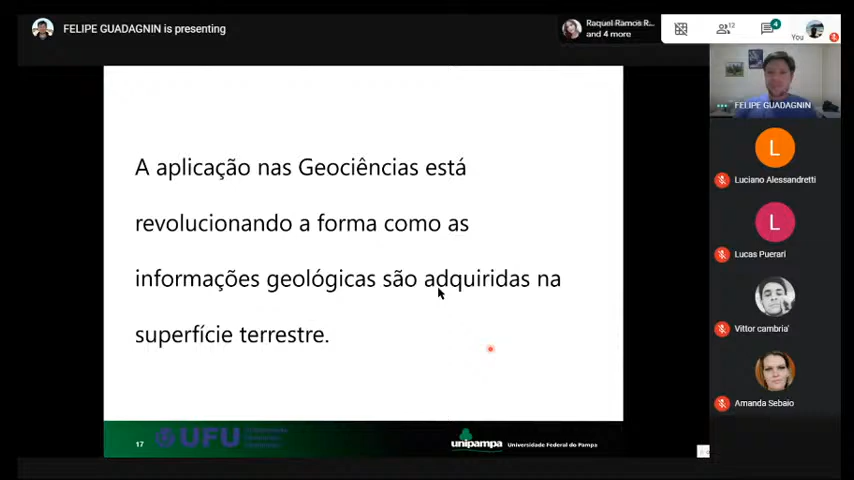 FELIPE GUADAGNIN is presenting
Raquel Ramos R...
and 4 more
12
4
You
A aplicação nas Geociências está
revolucionando a forma como as
informações geológicas são adquiridas na
superfície terrestre.
17
UFU
unipampa
Universidade Federal do Pampa
FELIPE GUADAGNIN
L
Luciano Alessandretti
L
Lucas Puerari
Vittor cambria'
Amanda Sebaio